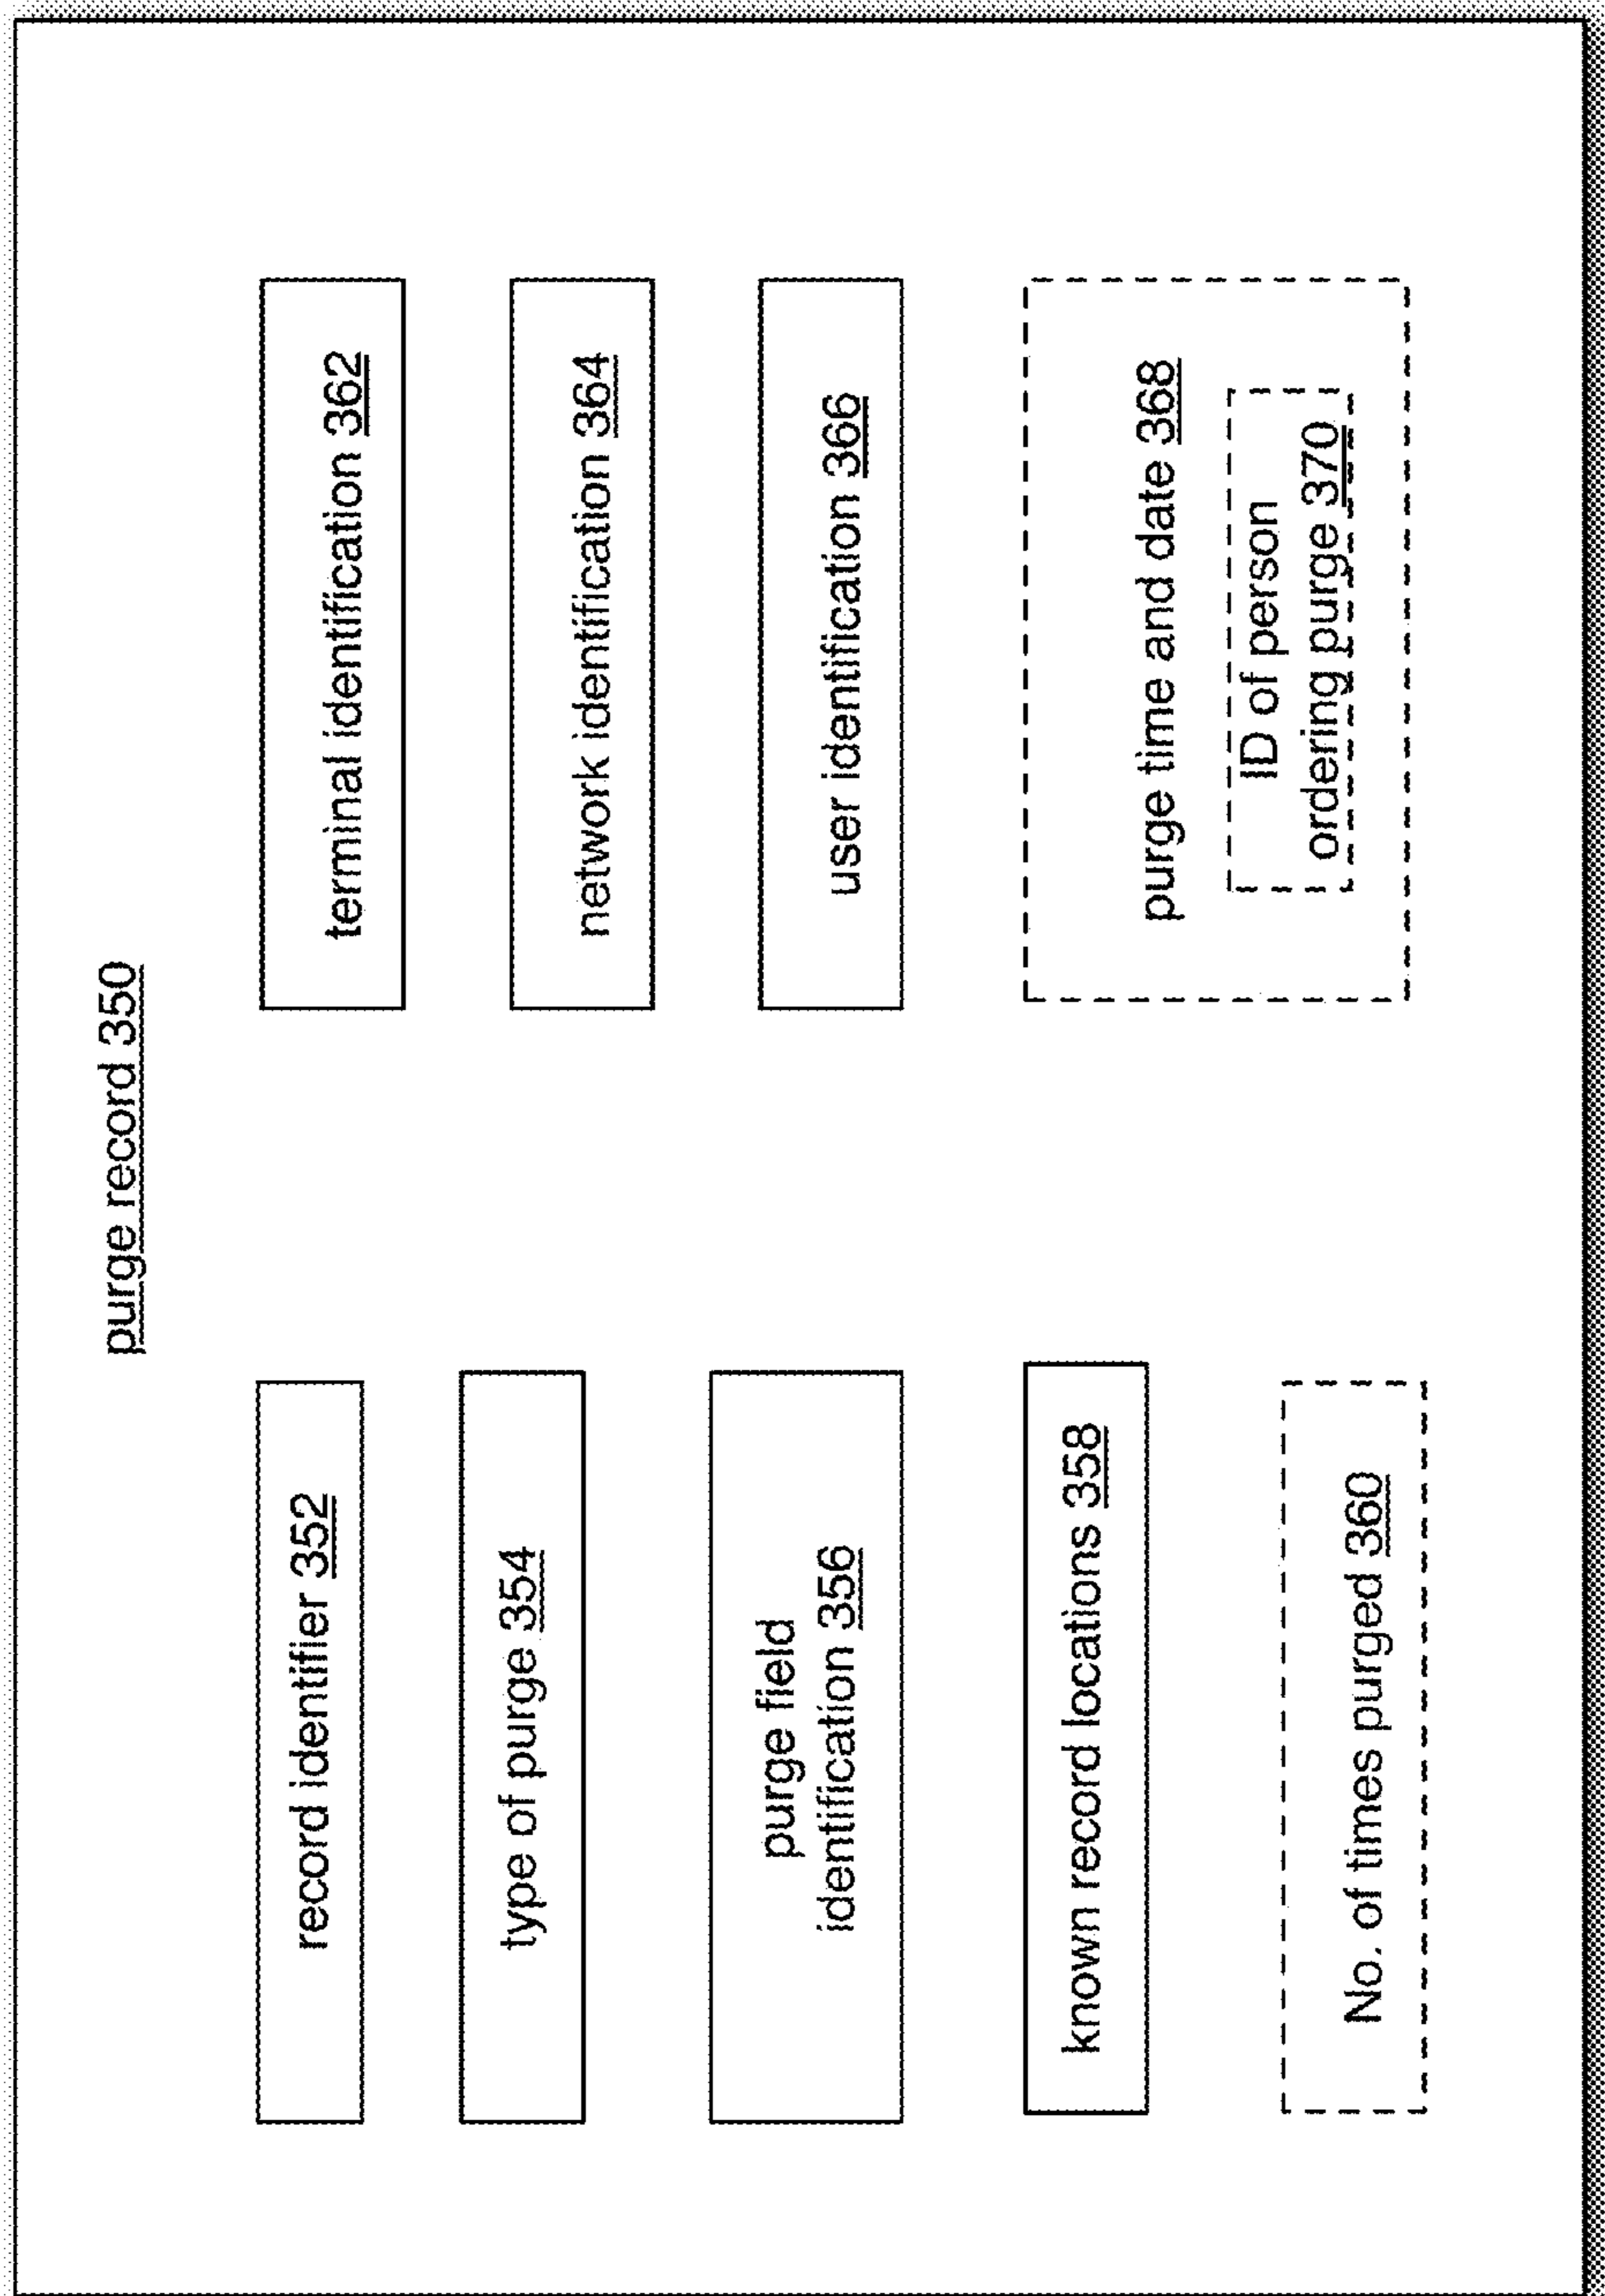 purge record 350
record identifier 352
type of purge 354
purge field
identification 356
known record locations 358
No. of times purged 360
terminal identification 362
network identification 364
user identification 366
purge time and date 368
ID of person
ordering purge 370